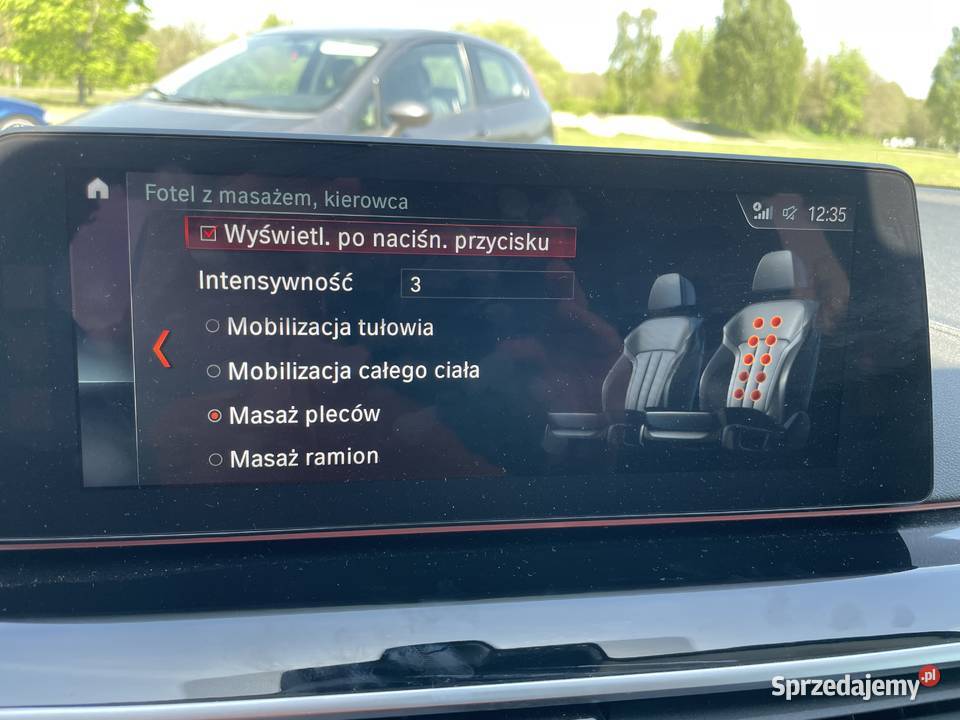 Fotel z masażem, kierowca
12:35
Wyświetl. po naciśn. przycisku
Intensywność 3
Mobilizacja tułowia
Mobilizacja całego ciała
Masaż pleców
Masaż ramion
Sprzedajemy.pl